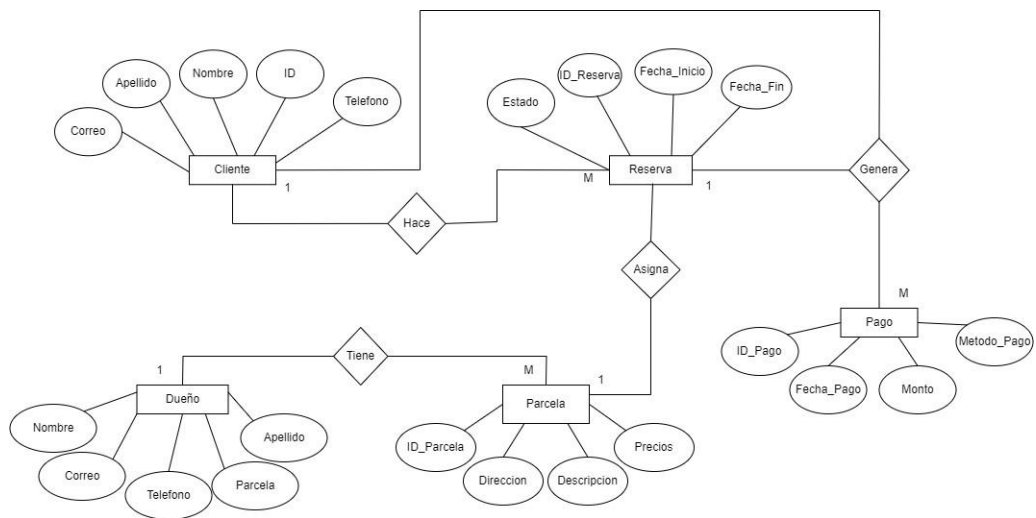 Nombre
ID
Apellido
Telefono
Correo
Cliente
1
ID_Reserva
Fecha_Inicio
Estado
Fecha_Fin
M
Reserva
1
Genera
Hace
Asigna
M
Pago
ID_Pago
Metodo_Pago
Fecha_Pago
Monto
Tiene
1
M
1
Dueño
Parcela
Nombre
Apellido
Correo
Telefono
Parcela
ID_Parcela
Precios
Direccion
Descripcion